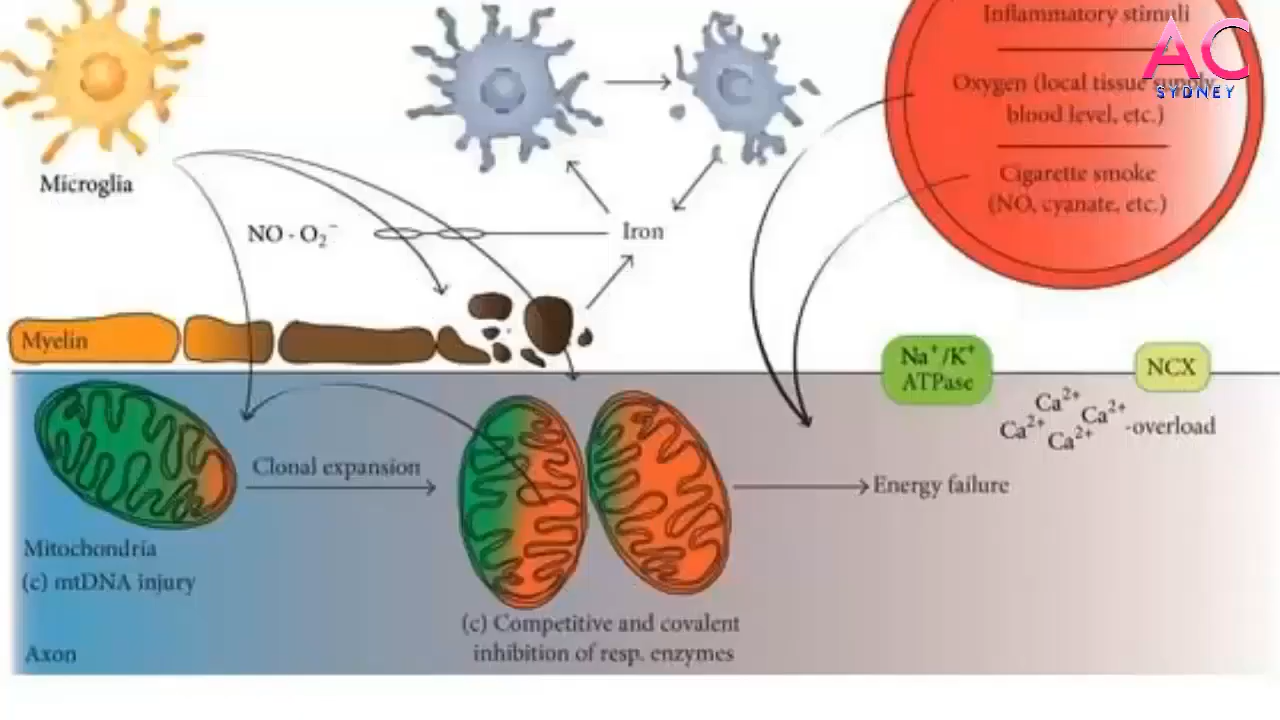 Inflammatory stimuli
AC
SYDNEY
Oxygen (local tissue supply,
blood level, etc.)
Cigarette smoke
(NO, cyanate, etc.)
Microglia
NO - O₂⁻
Iron
Myelin
Na⁺/K⁺
ATPase
NCX
Ca²⁺
Ca²⁺
Ca²⁺
Ca²⁺
-overload
Clonal expansion
Energy failure
Mitochondria
(c) mtDNA injury
(c) Competitive and covalent
inhibition of resp. enzymes
Axon